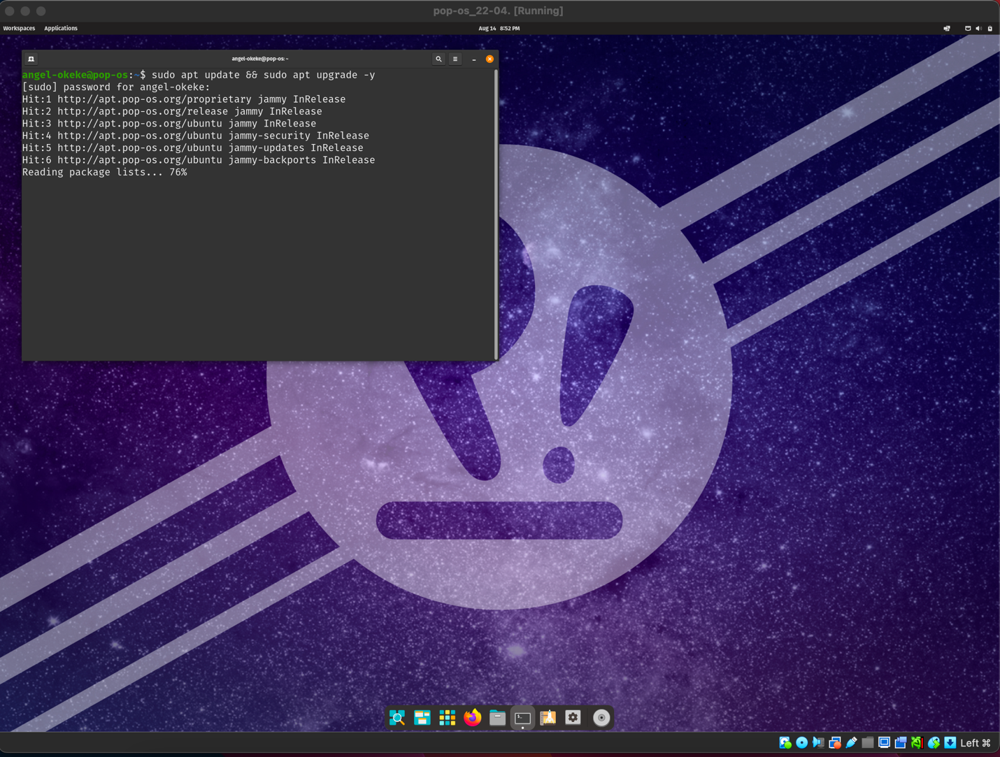 pop-os_22-04. [Running]
Workspaces Applications Aug 14 8:52 PM
angel-okeke@pop-os: ~
angel-okeke@pop-os:~$ sudo apt update && sudo apt upgrade -y
[sudo] password for angel-okeke:
Hit:1 http://apt.pop-os.org/proprietary jammy InRelease
Hit:2 http://apt.pop-os.org/release jammy InRelease
Hit:3 http://apt.pop-os.org/ubuntu jammy InRelease
Hit:4 http://apt.pop-os.org/ubuntu jammy-security InRelease
Hit:5 http://apt.pop-os.org/ubuntu jammy-updates InRelease
Hit:6 http://apt.pop-os.org/ubuntu jammy-backports InRelease
Reading package lists... 76%
Left ⌘